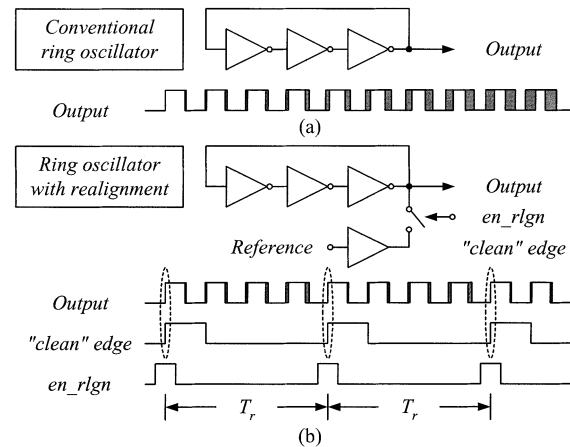 Conventional
ring oscillator
Output
Output
(a)
Ring oscillator
with realignment
Output
en_rlgn
Reference
"clean" edge
Output
"clean" edge
en_rlgn
T_r
T_r
(b)